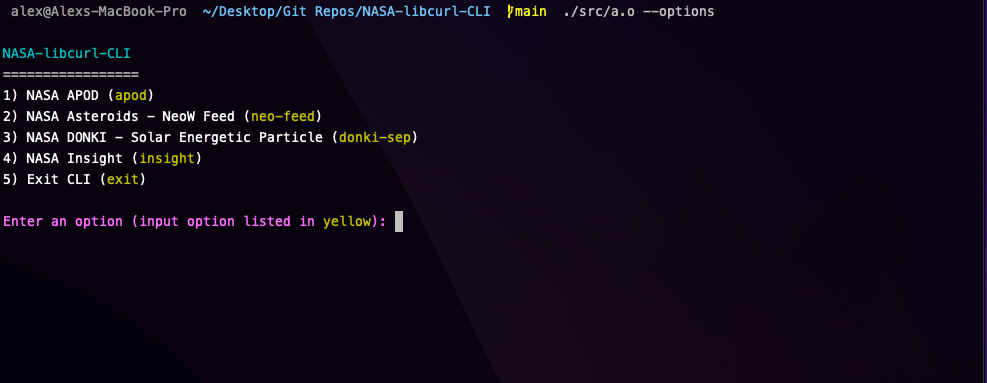 alex@Alexs-MacBook-Pro ~/Desktop/Git Repos/NASA-libcurl-CLI main ./src/a.o --options
NASA-libcurl-CLI
=================
1) NASA APOD (apod)
2) NASA Asteroids - NeoW Feed (neo-feed)
3) NASA DONKI - Solar Energetic Particle (donki-sep)
4) NASA Insight (insight)
5) Exit CLI (exit)
Enter an option (input option listed in yellow):